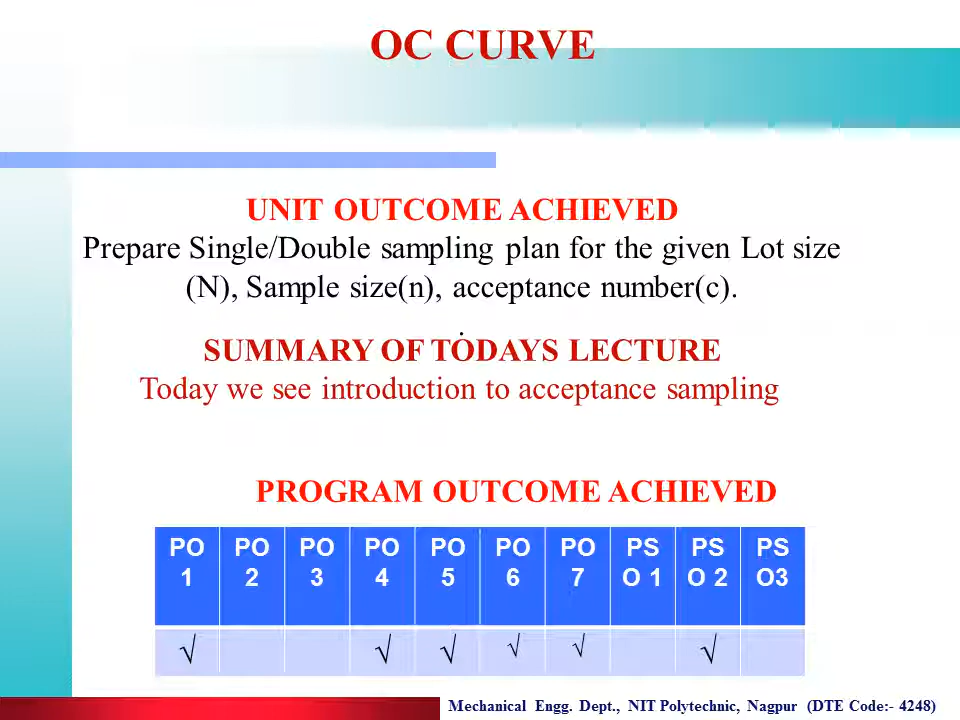 OC CURVE
UNIT OUTCOME ACHIEVED
Prepare Single/Double sampling plan for the given Lot size
(N), Sample size(n), acceptance number(c).
.
SUMMARY OF TODAYS LECTURE
Today we see introduction to acceptance sampling
PROGRAM OUTCOME ACHIEVED
PO 1 PO 2 PO 3 PO 4 PO 5 PO 6 PO 7 PS O 1 PS O 2 PS O3
√ √ √ √ √ √
Mechanical Engg. Dept., NIT Polytechnic, Nagpur (DTE Code:- 4248)